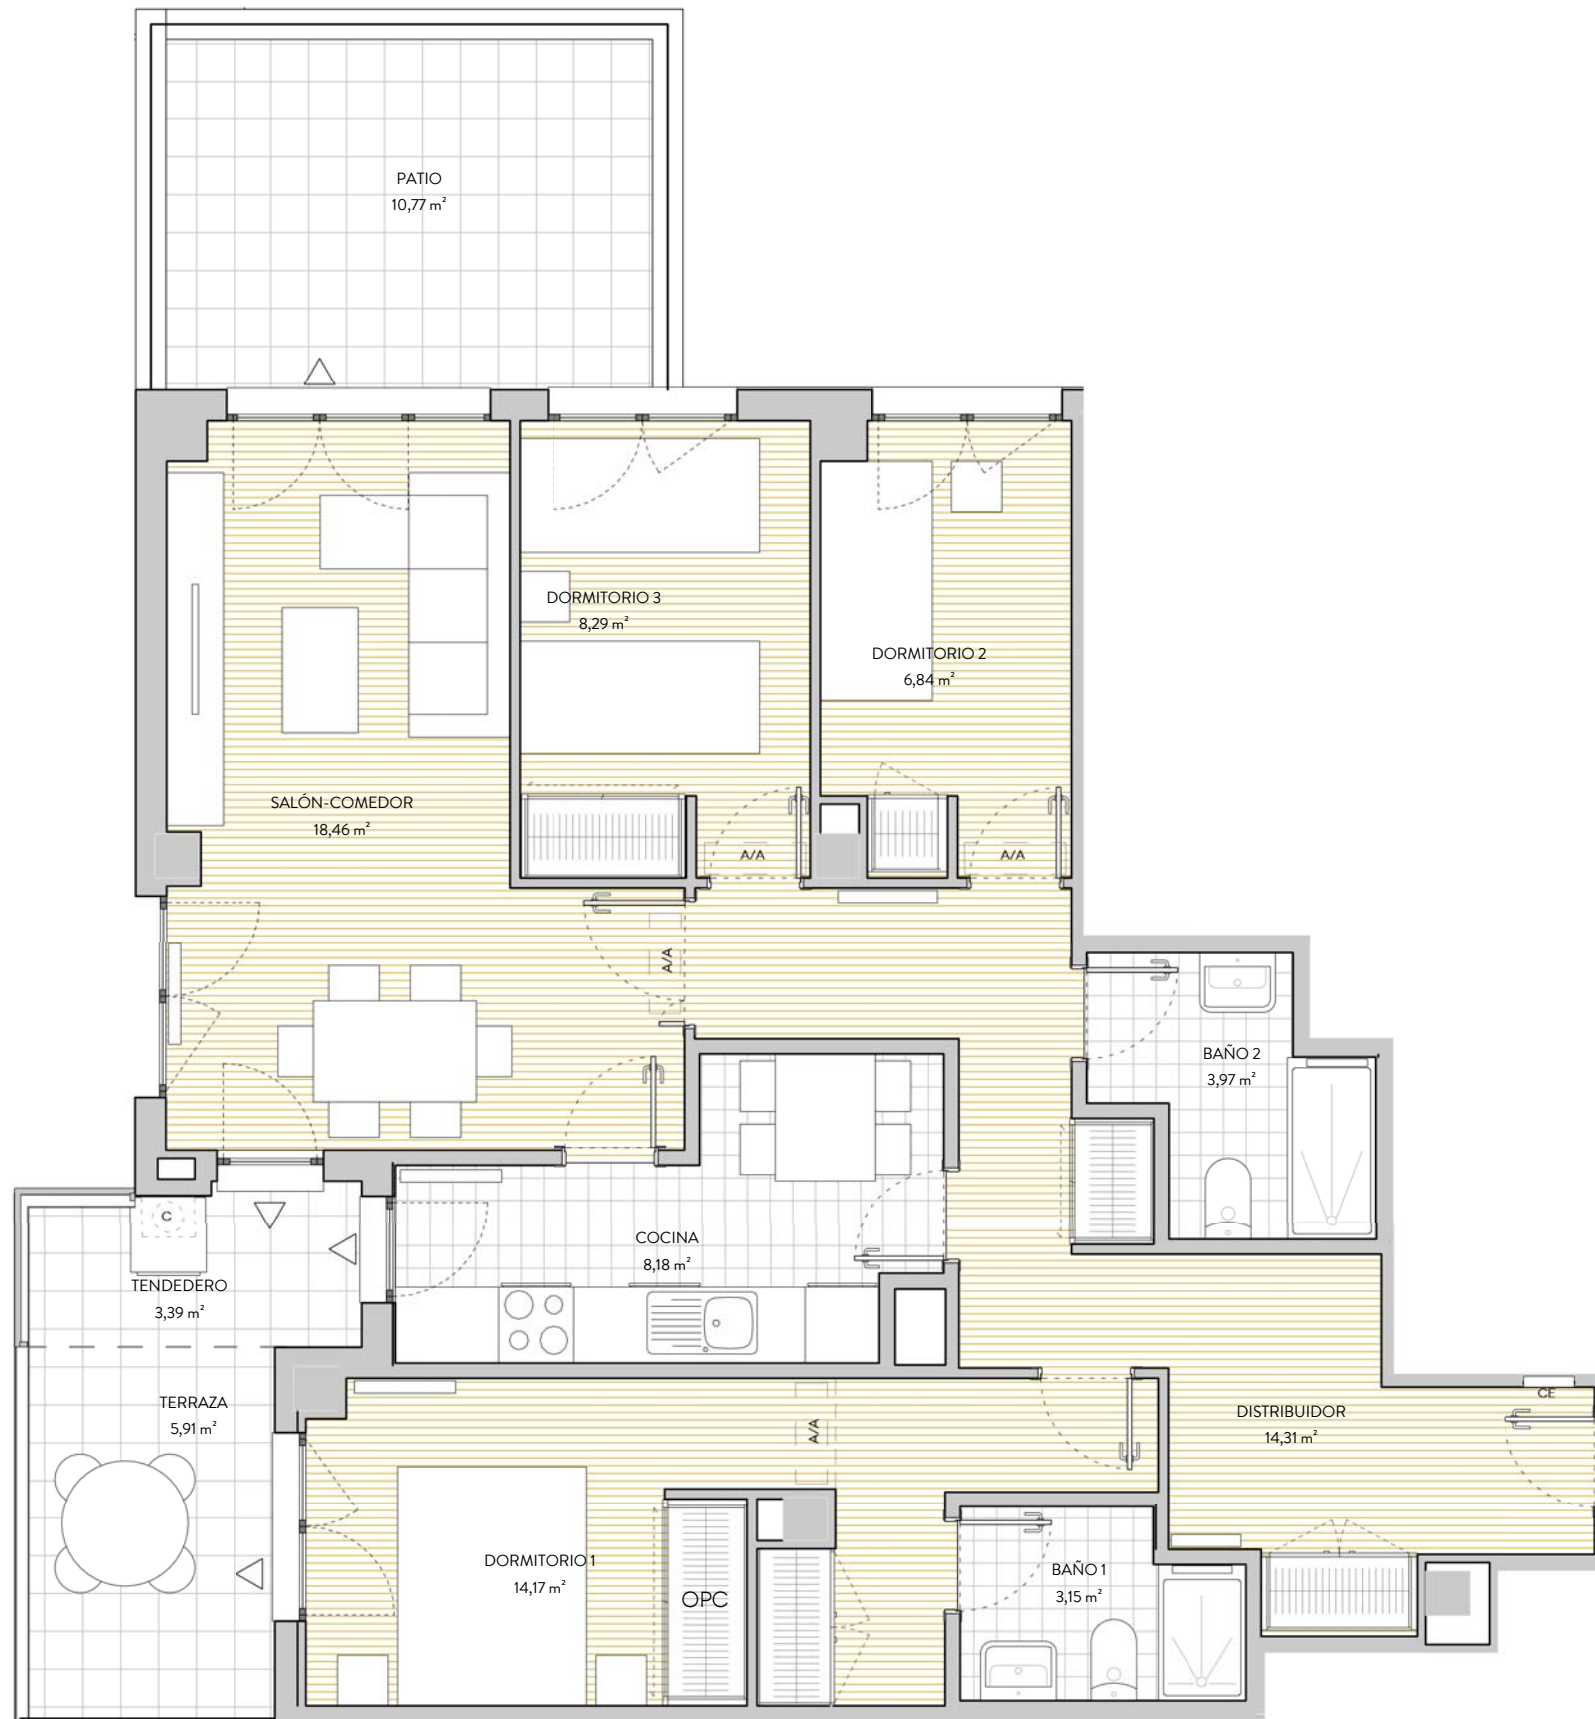 PATIO
10,77 m²
DORMITORIO 3
8,29 m²
DORMITORIO 2
6,84 m²
SALÓN-COMEDOR
18,46 m²
A/A
A/A
A/A
BAÑO 2
3,97 m²
C
COCINA
8,18 m²
TENDEDERO
3,39 m²
TERRAZA
5,91 m²
A/A
CE
DISTRIBUIDOR
14,31 m²
DORMITORIO 1
14,17 m²
OPC
BAÑO 1
3,15 m²